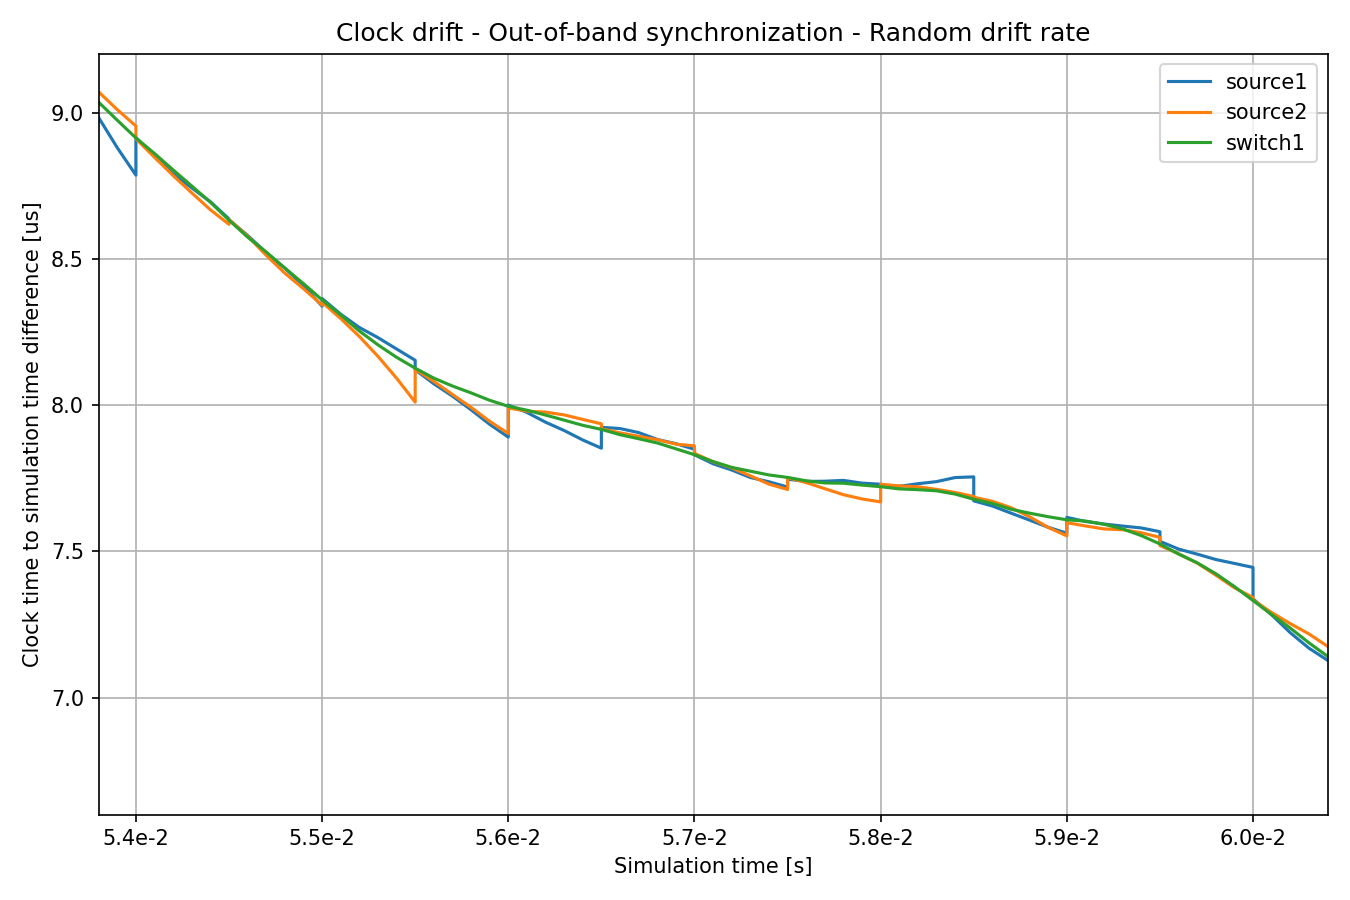 Clock drift - Out-of-band synchronization - Random drift rate
source1
source2
switch1
Clock time to simulation time difference [us]
9.0
8.5
8.0
7.5
7.0
5.4e-2 5.5e-2 5.6e-2 5.7e-2 5.8e-2 5.9e-2 6.0e-2
Simulation time [s]